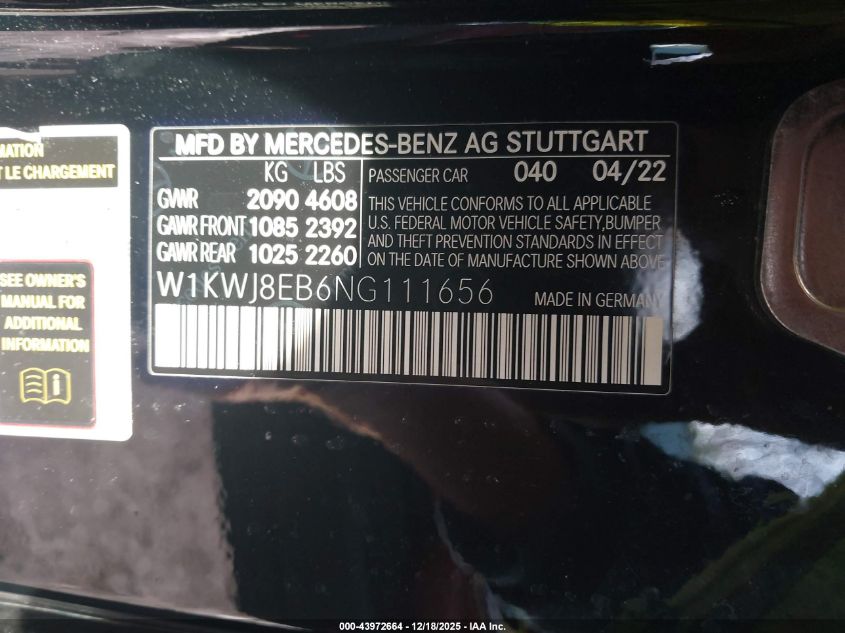 MATION
T LE CHARGEMENT
SEE OWNER'S
MANUAL FOR
ADDITIONAL
INFORMATION
MFD BY MERCEDES-BENZ AG STUTTGART
KG LBS
GVWR 2090 4608
GAWR FRONT 1085 2392
GAWR REAR 1025 2260
PASSENGER CAR 040 04/22
THIS VEHICLE CONFORMS TO ALL APPLICABLE
U.S. FEDERAL MOTOR VEHICLE SAFETY,BUMPER
AND THEFT PREVENTION STANDARDS IN EFFECT
ON THE DATE OF MANUFACTURE SHOWN ABOVE.
W1KWJ8EB6NG111656
MADE IN GERMANY
000-43972664 / 12/18/2025 - IAA Inc.